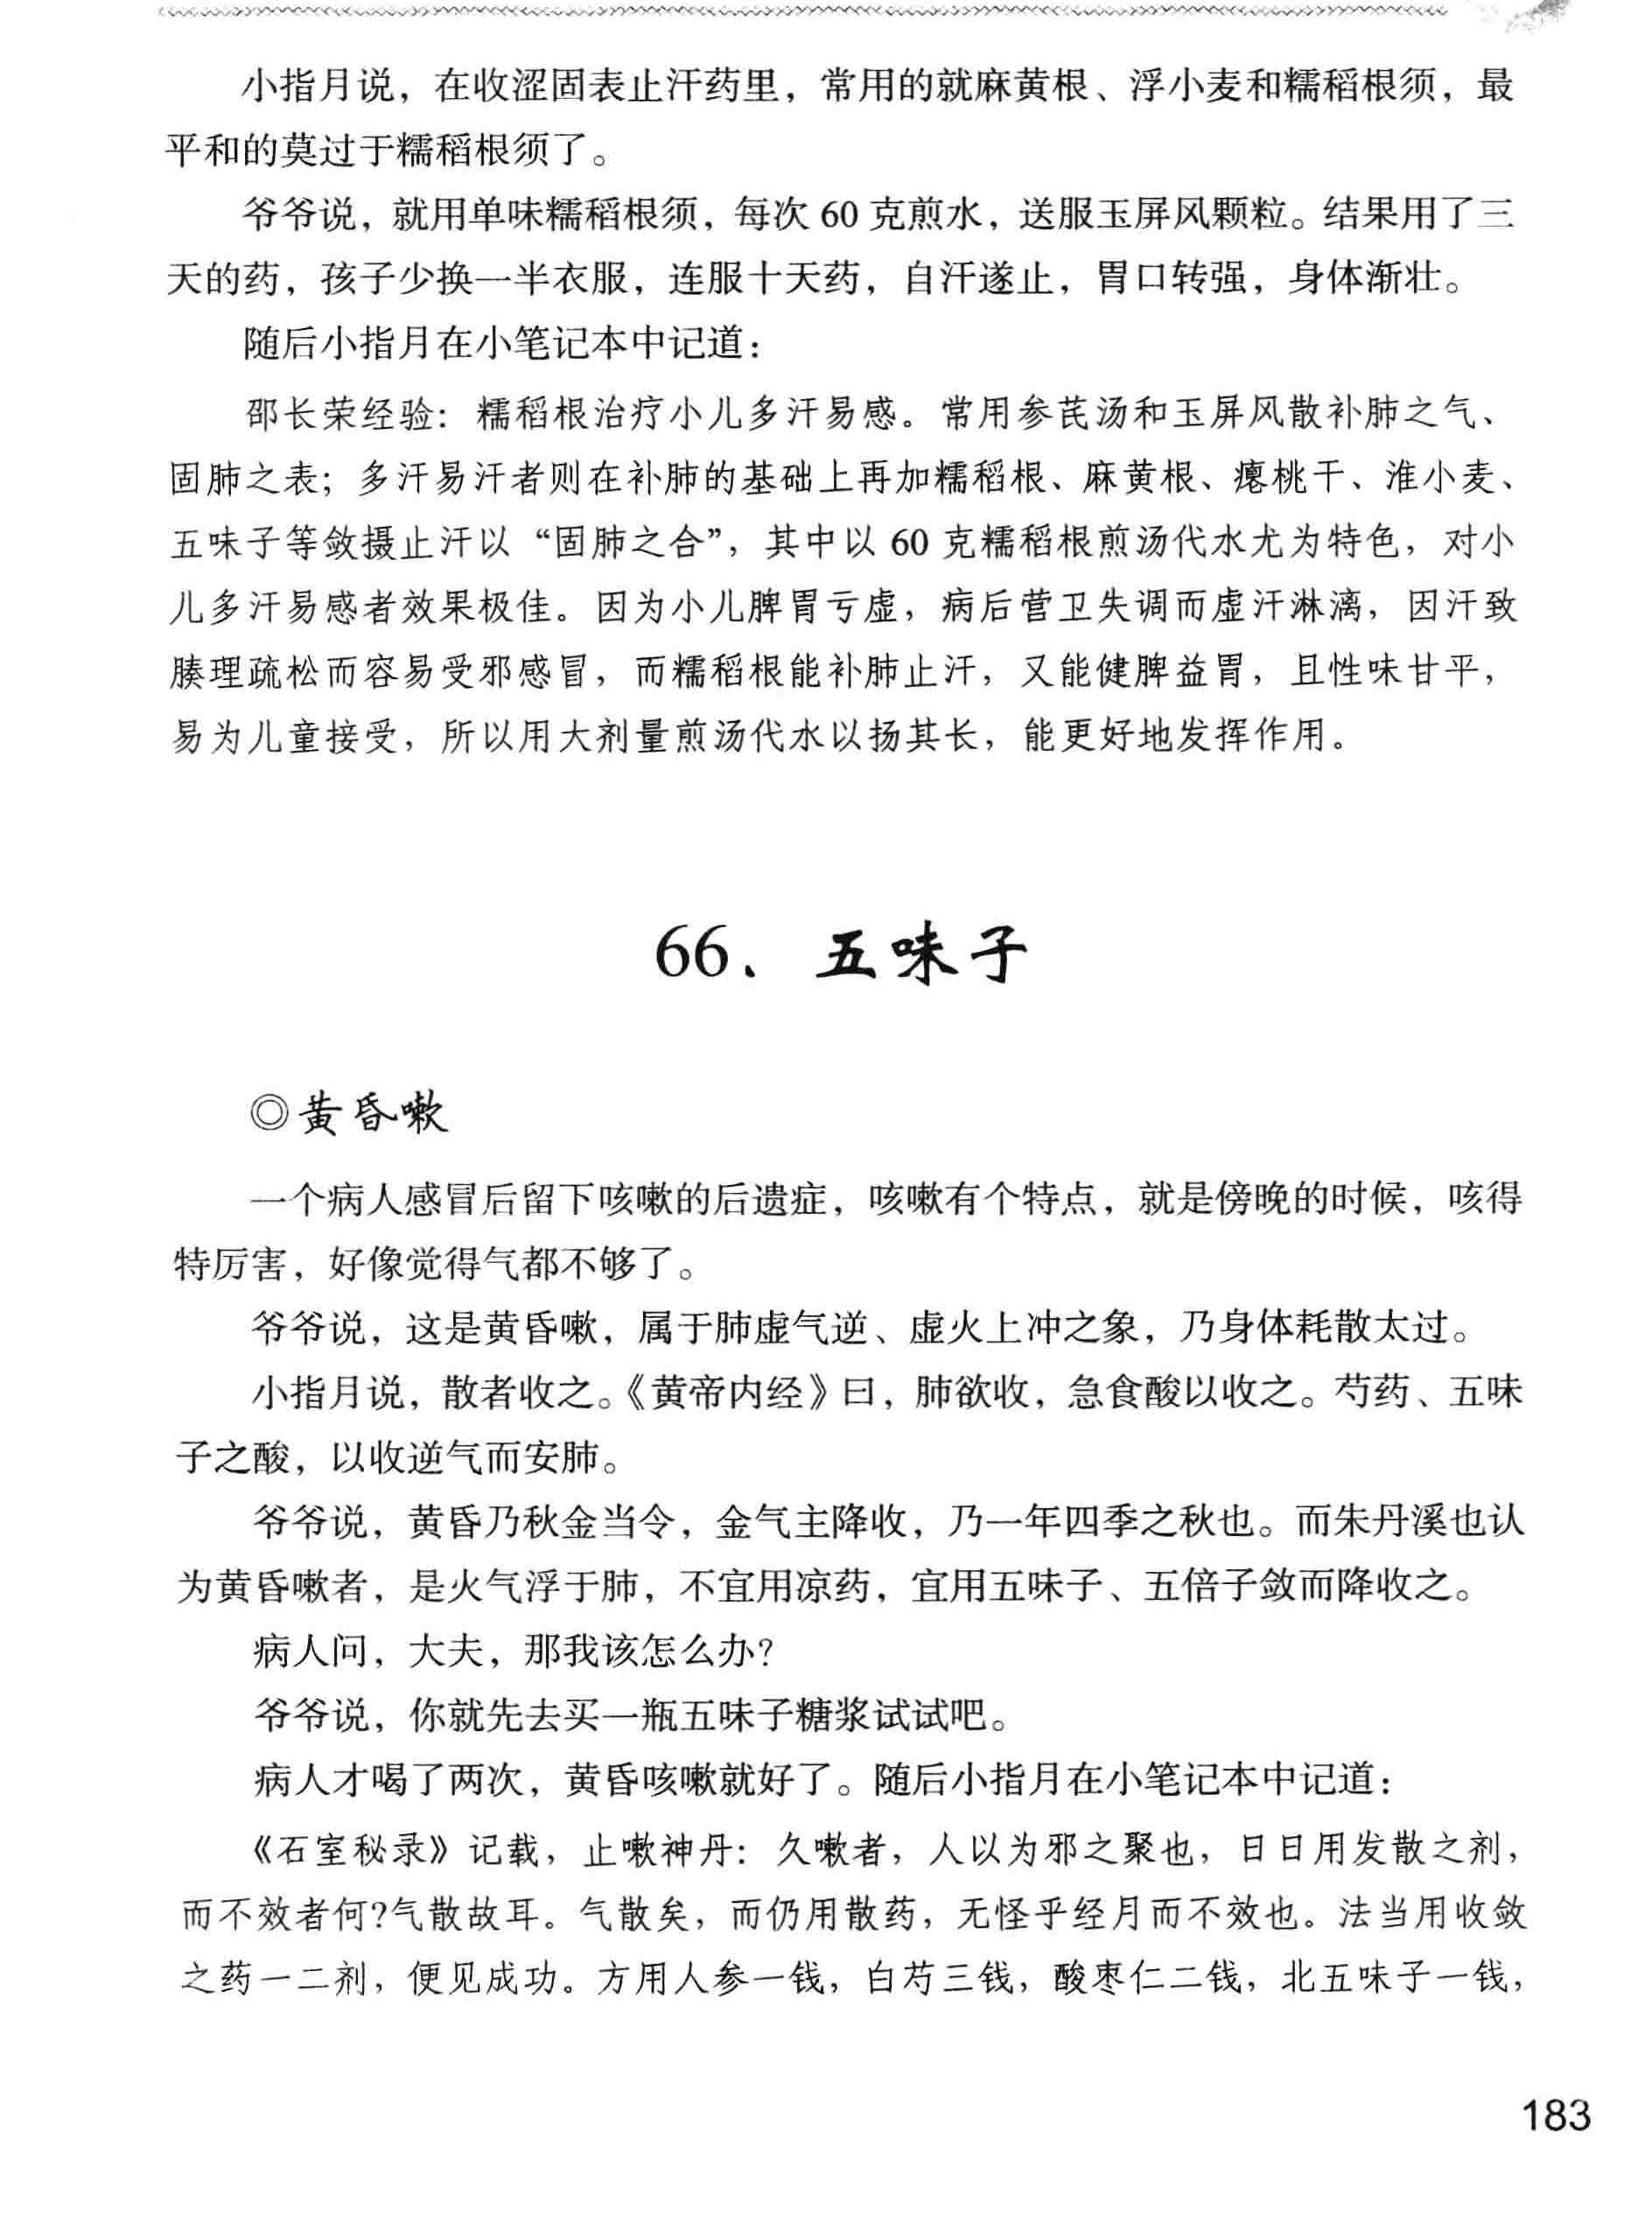 小指月说，在收涩固表止汗药里，常用的就麻黄根、浮小麦和糯稻根须，最
平和的莫过于糯稻根须了。
爷爷说，就用单味糯稻根须，每次 60 克煎水，送服玉屏风颗粒。结果用了三
天的药，孩子少换一半衣服，连服十天药，自汗遂止，胃口转强，身体渐壮。
随后小指月在小笔记本中记道：
邵长荣经验：糯稻根治疗小儿多汗易感。常用参芪汤和玉屏风散补肺之气、
固肺之表；多汗易汗者则在补肺的基础上再加糯稻根、麻黄根、瘪桃干、淮小麦、
五味子等敛摄止汗以“固肺之合”，其中以 60 克糯稻根煎汤代水尤为特色，对小
儿多汗易感者效果极佳。因为小儿脾胃亏虚，病后营卫失调而虚汗淋漓，因汗致
腠理疏松而容易受邪感冒，而糯稻根能补肺止汗，又能健脾益胃，且性味甘平，
易为儿童接受，所以用大剂量煎汤代水以扬其长，能更好地发挥作用。
66、五味子
◎黄昏嗽
一个病人感冒后留下咳嗽的后遗症，咳嗽有个特点，就是傍晚的时候，咳得
特厉害，好像觉得气都不够了。
爷爷说，这是黄昏嗽，属于肺虚气逆、虚火上冲之象，乃身体耗散太过。
小指月说，散者收之。《黄帝内经》曰，肺欲收，急食酸以收之。芍药、五味
子之酸，以收逆气而安肺。
爷爷说，黄昏乃秋金当令，金气主降收，乃一年四季之秋也。而朱丹溪也认
为黄昏嗽者，是火气浮于肺，不宜用凉药，宜用五味子、五倍子敛而降收之。
病人问，大夫，那我该怎么办？
爷爷说，你就先去买一瓶五味子糖浆试试吧。
病人才喝了两次，黄昏咳嗽就好了。随后小指月在小笔记本中记道：
《石室秘录》记载，止嗽神丹：久嗽者，人以为邪之聚也，日日用发散之剂，
而不效者何？气散故耳。气散矣，而仍用散药，无怪乎经月而不效也。法当用收敛
之药一二剂，便见成功。方用人参一钱，白芍三钱，酸枣仁二钱，北五味子一钱，
183